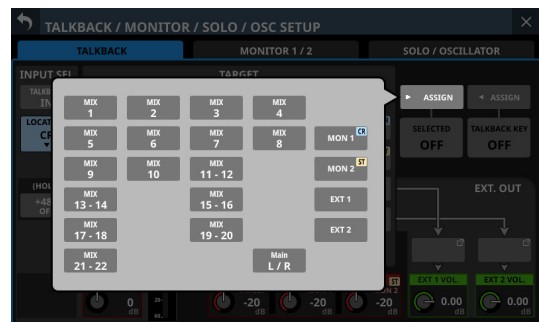 TALKBACK / MONITOR / SOLO / OSC SETUP
TALKBACK
MONITOR 1 / 2
SOLO / OSCILLATOR
INPUT SEL
TARGET
MIX 1
MIX 2
MIX 3
MIX 4
MIX 5
MIX 6
MIX 7
MIX 8
MON 1
CR
MIX 9
MIX 10
MIX 11 - 12
MON 2
ST
MIX 13 - 14
MIX 15 - 16
EXT 1
MIX 17 - 18
MIX 19 - 20
EXT 2
MIX 21 - 22
Main L / R
► ASSIGN
◄ ASSIGN
SELECTED
OFF
TALKBACK KEY
OFF
EXT. OUT
EXT 1 VOL.
EXT 2 VOL.
0
dB
20-
40-
-20
dB
-20
dB
ST
-20
dB
0.00
dB
0.00
dB